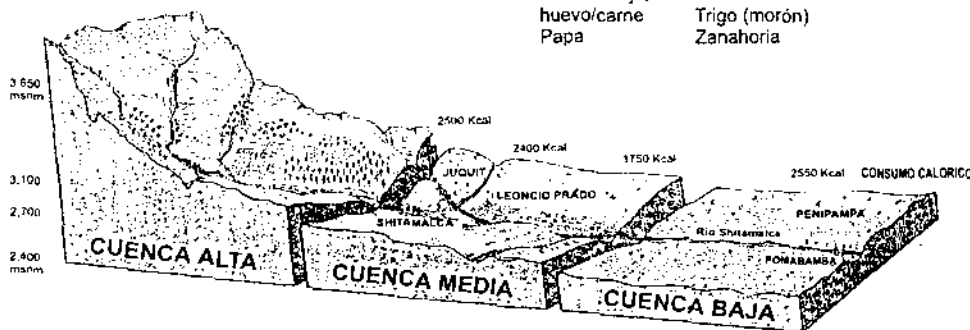 huevo/carne Trigo (morón)
Papa Zanahoria
3 650
msnm
2500 Kcal
2400 Kcal
1750 Kcal
2550 Kcal CONSUMO CALORICO
JUQUIT
3,100
LEONCIO PRADO
PENIPAMPA
2,700
SHITAMALCA
Rio Shitamalca
POMABAMBA
2,400
msnm
CUENCA ALTA
CUENCA MEDIA
CUENCA BAJA